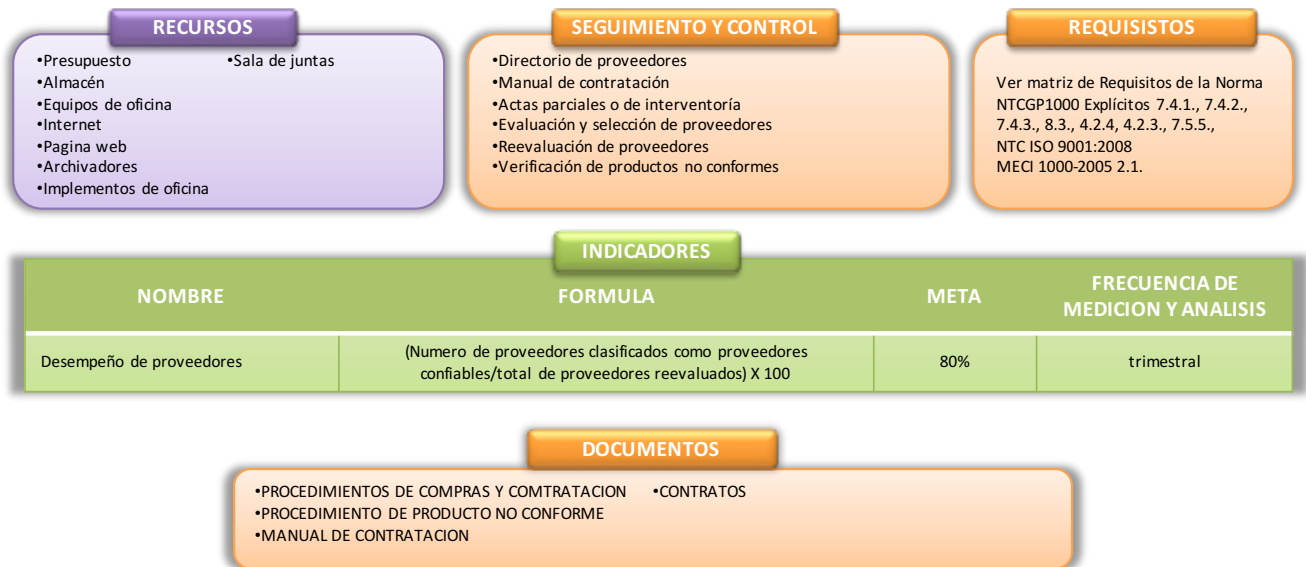 RECURSOS
•Presupuesto •Sala de juntas
•Almacén
•Equipos de oficina
•Internet
•Pagina web
•Archivadores
•Implementos de oficina
SEGUIMIENTO Y CONTROL
•Directorio de proveedores
•Manual de contratación
•Actas parciales o de interventoría
•Evaluación y selección de proveedores
•Reevaluación de proveedores
•Verificación de productos no conformes
REQUISISTOS
Ver matriz de Requisitos de la Norma
NTCGP1000 Explícitos 7.4.1., 7.4.2.,
7.4.3., 8.3., 4.2.4, 4.2.3., 7.5.5.,
NTC ISO 9001:2008
MECI 1000-2005 2.1.
INDICADORES
NOMBRE FORMULA META FRECUENCIA DE
MEDICION Y ANALISIS
Desempeño de proveedores (Numero de proveedores clasificados como proveedores
confiables/total de proveedores reevaluados) X 100 80% trimestral
DOCUMENTOS
•PROCEDIMIENTOS DE COMPRAS Y COMTRATACION •CONTRATOS
•PROCEDIMIENTO DE PRODUCTO NO CONFORME
•MANUAL DE CONTRATACION